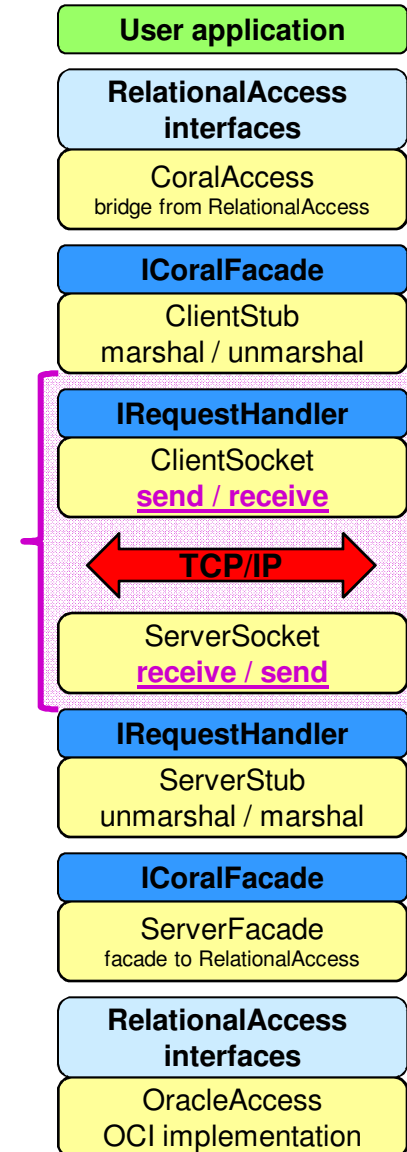 User application
RelationalAccess
interfaces
CoralAccess
bridge from RelationalAccess
ICoralFacade
ClientStub
marshal / unmarshal
IRequestHandler
ClientSocket
send / receive
TCP/IP
ServerSocket
receive / send
IRequestHandler
ServerStub
unmarshal / marshal
ICoralFacade
ServerFacade
facade to RelationalAccess
RelationalAccess
interfaces
OracleAccess
OCI implementation